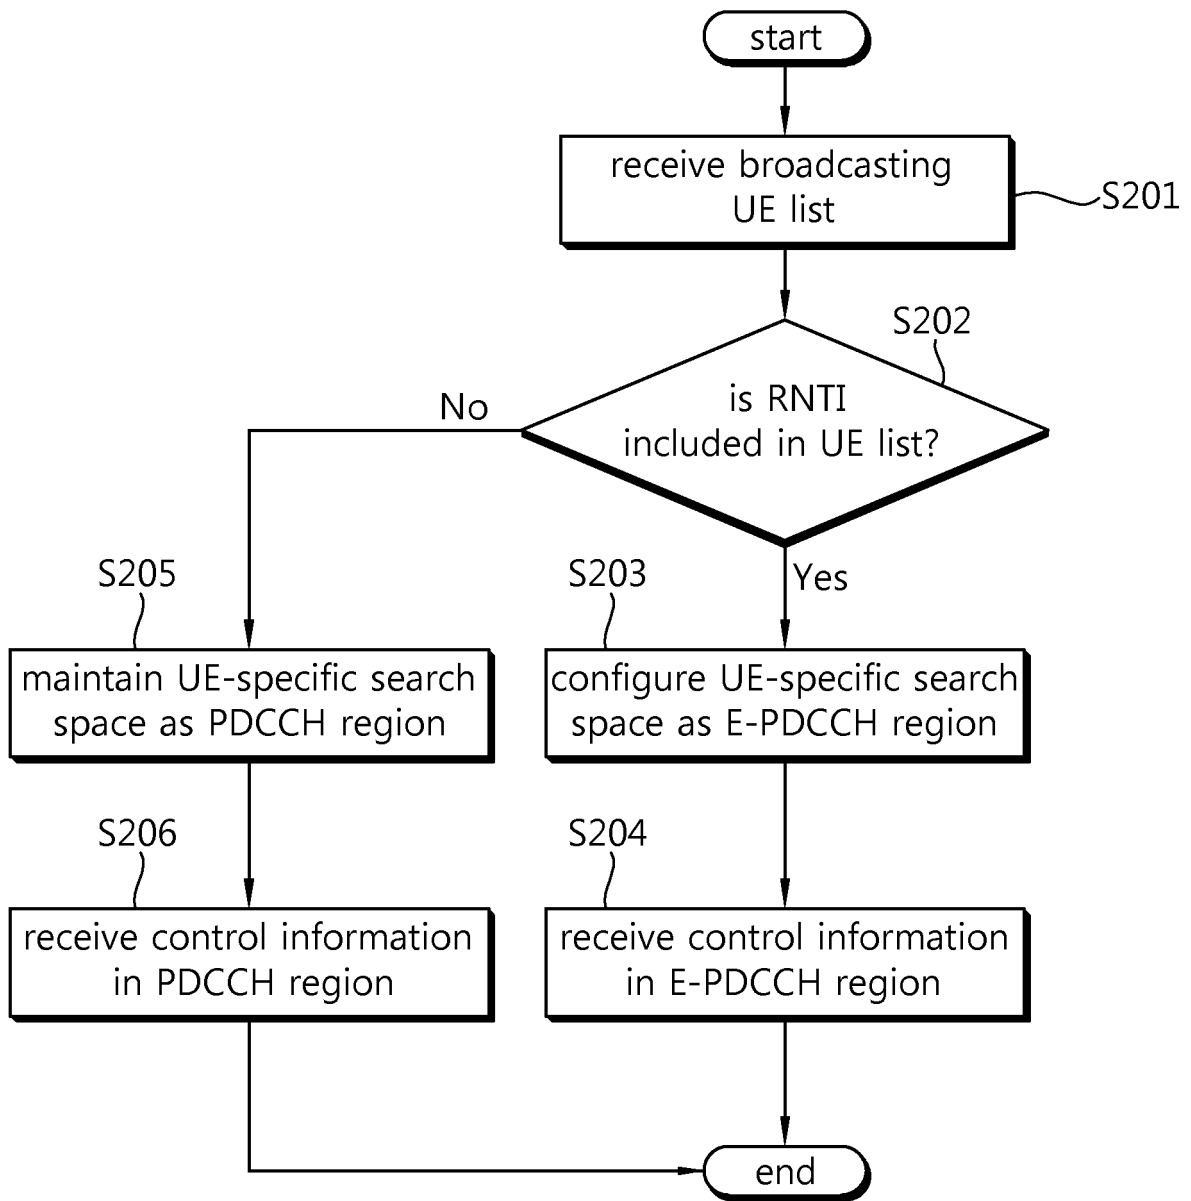 start
receive broadcasting
UE list
S201
S202
is RNTI
included in UE list?
No
Yes
S205
maintain UE-specific search
space as PDCCH region
S203
configure UE-specific search
space as E-PDCCH region
S206
receive control information
in PDCCH region
S204
receive control information
in E-PDCCH region
end